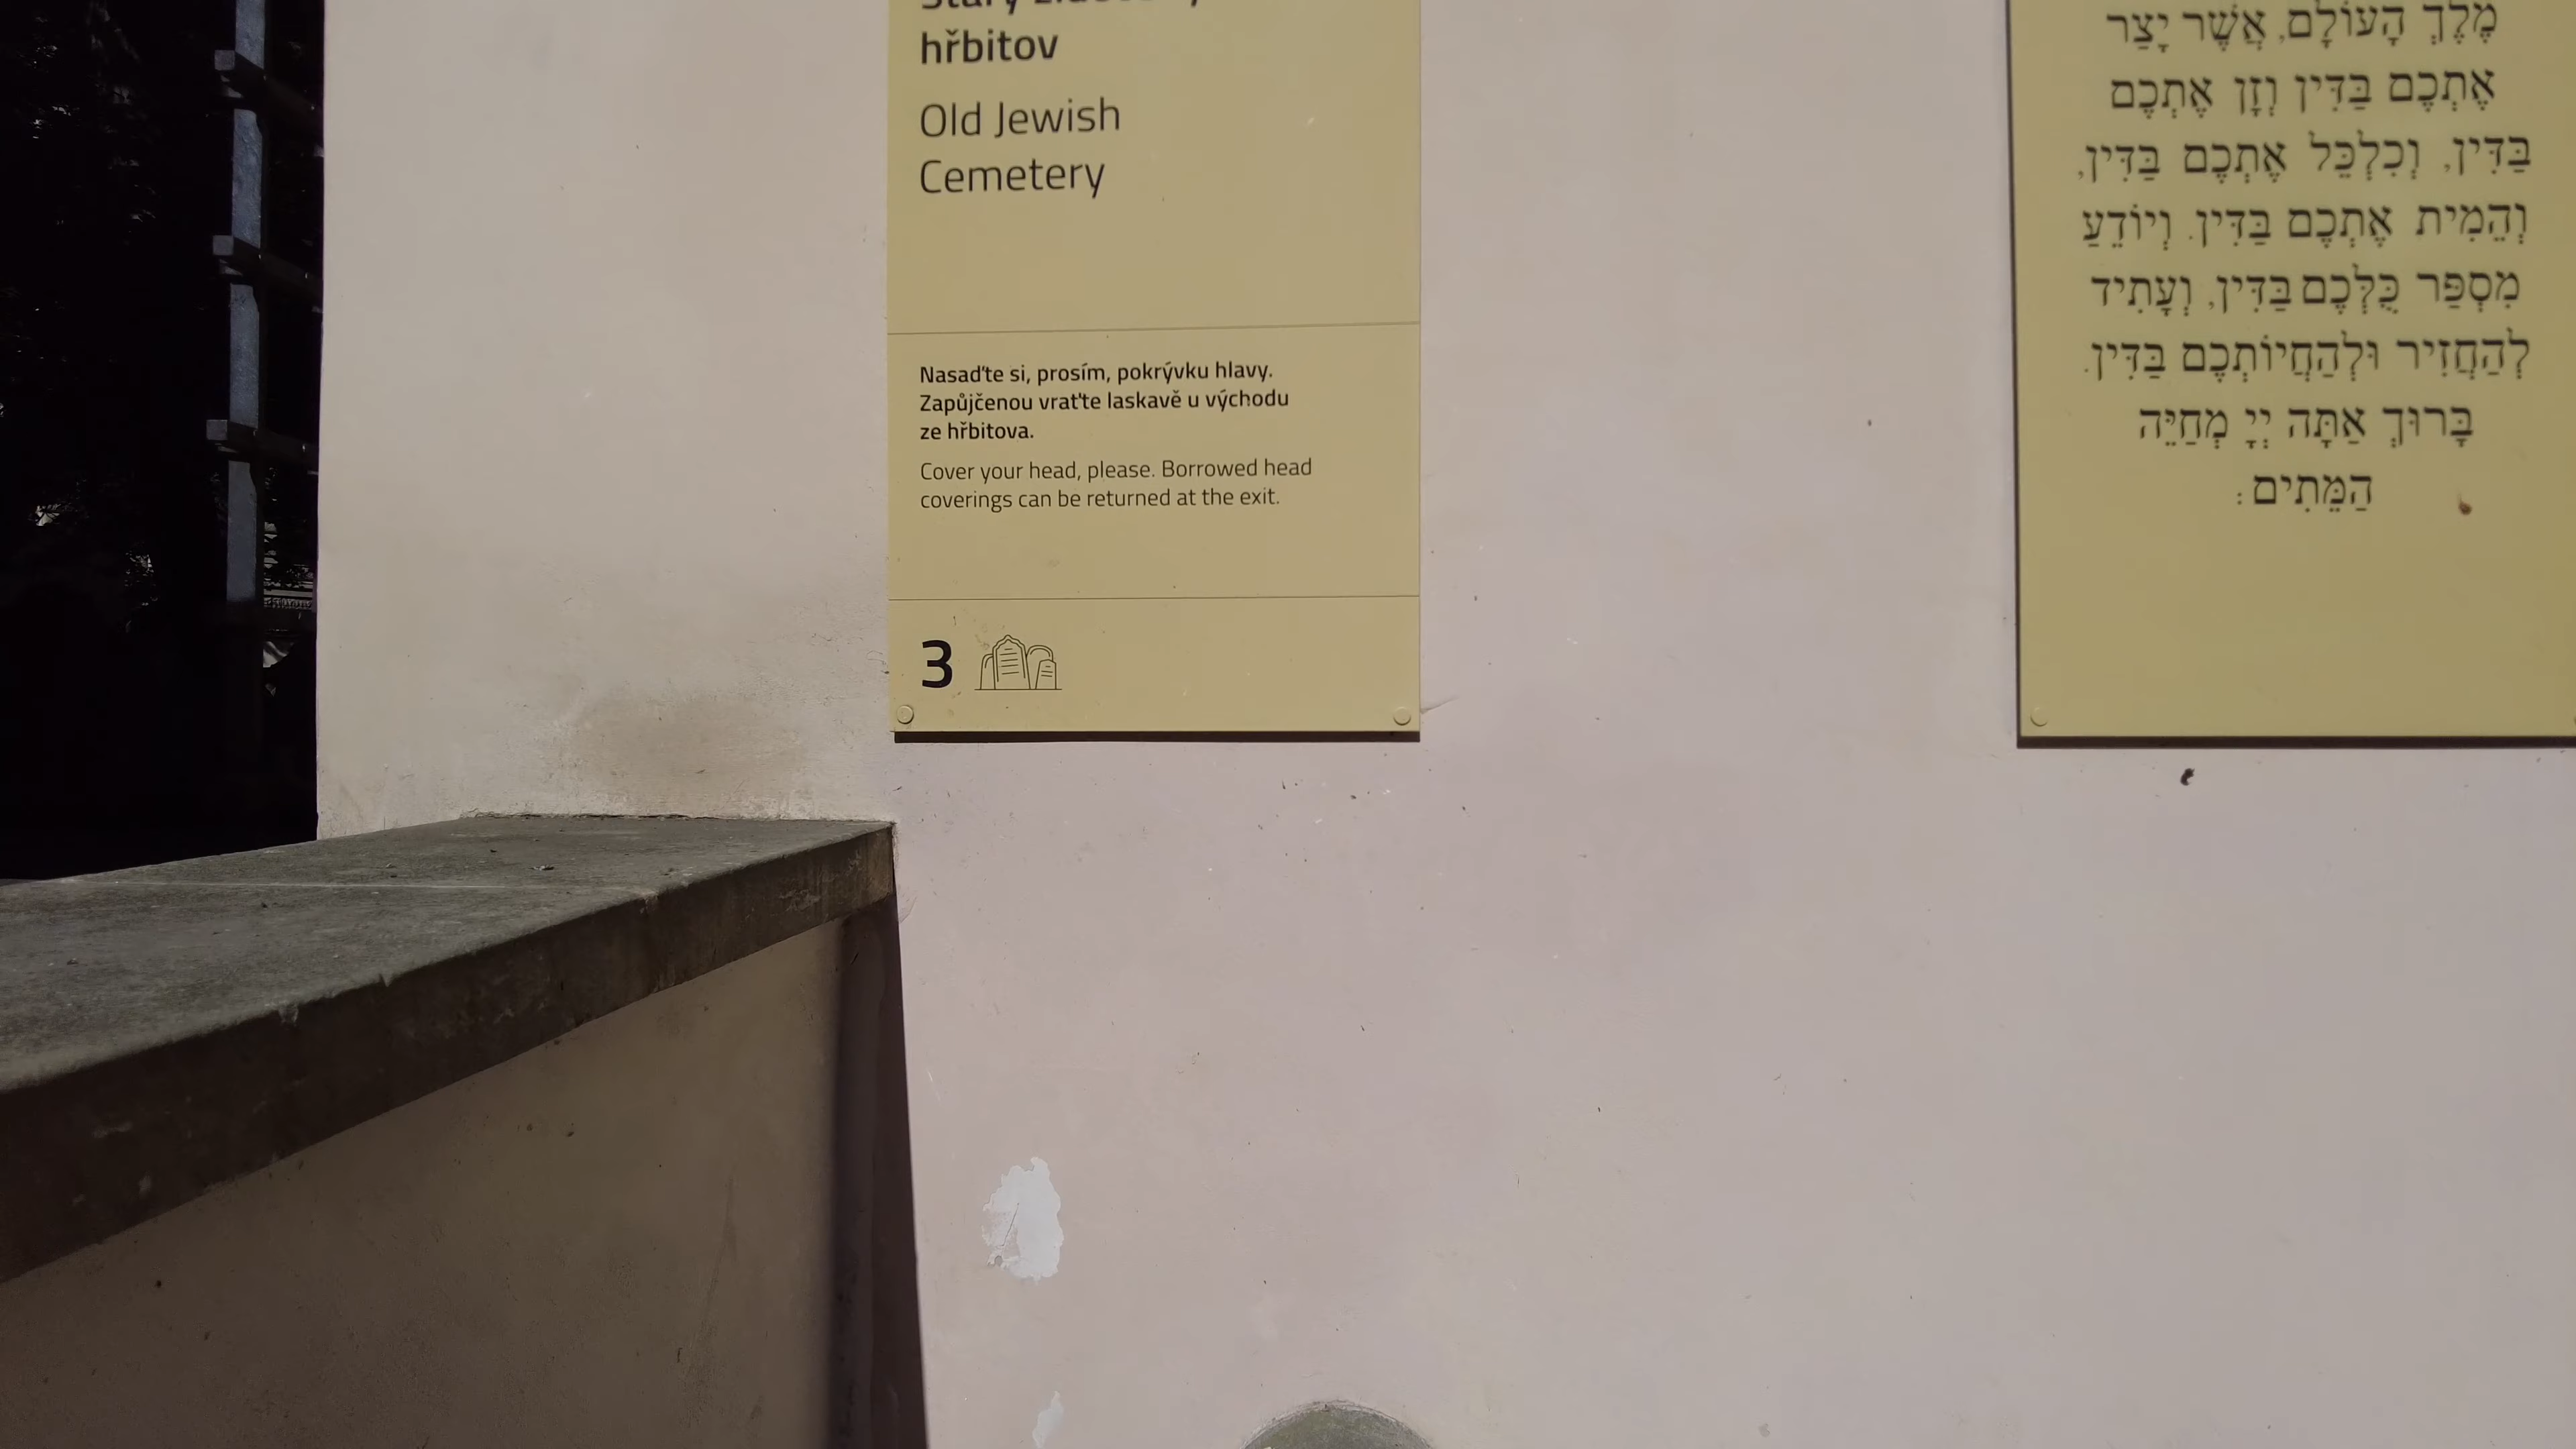 Starý židovský
hřbitov
Old Jewish
Cemetery
Nasaďte si, prosím, pokrývku hlavy.
Zapůjčenou vraťte laskavě u východu
ze hřbitova.
Cover your head, please. Borrowed head
coverings can be returned at the exit.
3
מֶלֶךְ הָעוֹלָם, אֲשֶׁר יָצַר
אֶתְכֶם בַּדִּין וְזָן אֶתְכֶם
בַּדִּין, וְכִלְכֵּל אֶתְכֶם בַּדִּין,
וְהֵמִית אֶתְכֶם בַּדִּין. וְיוֹדֵעַ
מִסְפַּר כֻּלְּכֶם בַּדִּין, וְעָתִיד
לְהַחֲזִיר וּלְהַחֲיוֹתְכֶם בַּדִּין.
בָּרוּךְ אַתָּה יְיָ מְחַיֵּה
הַמֵּתִים: